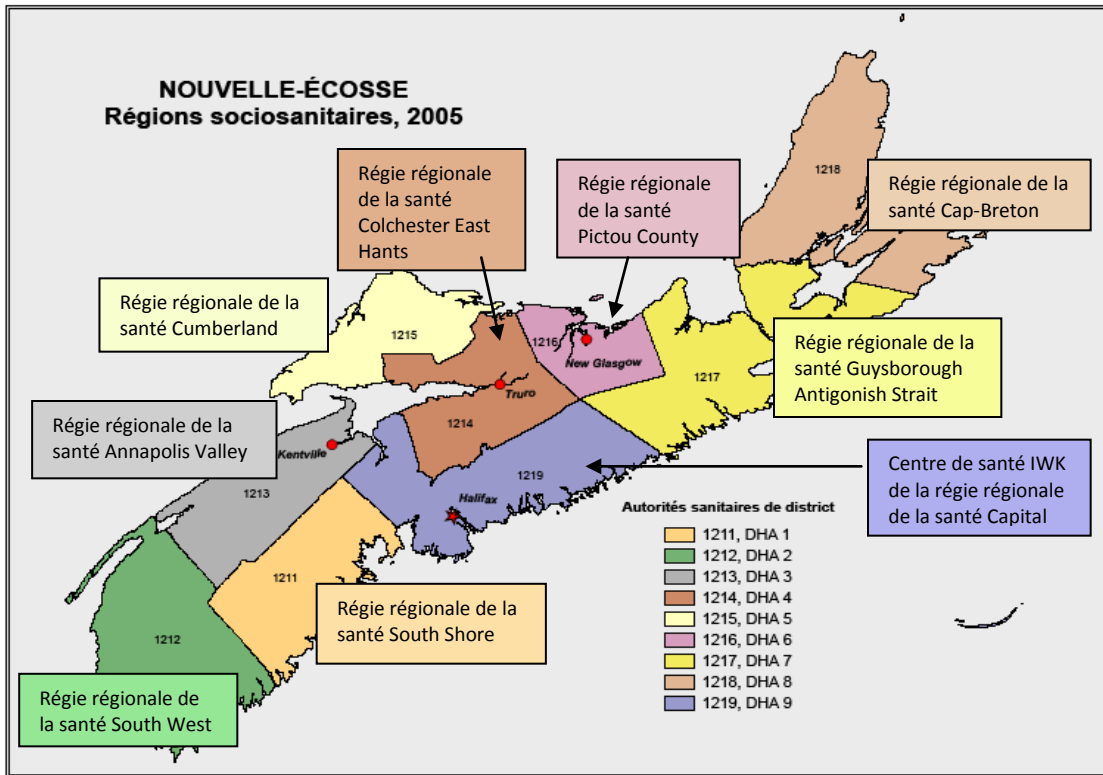 NOUVELLE-ÉCOSSE
Régions sociosanitaires, 2005
Régie régionale
de la santé
Colchester East
Hants
Régie régionale
de la santé
Pictou County
1218
Régie régionale de la
santé Cap-Breton
Régie régionale de la
santé Cumberland
1215
1216
New Glasgow
1217
Régie régionale de la
santé Guysborough
Antigonish Strait
Truro
1214
Régie régionale de la
santé Annapolis Valley
Kentville
1213
1219
Halifax
Centre de santé IWK
de la régie régionale
de la santé Capital
1211
Régie régionale de la
santé South Shore
1212
Régie régionale de
la santé South West
Autorités sanitaires de district
1211, DHA 1
1212, DHA 2
1213, DHA 3
1214, DHA 4
1215, DHA 5
1216, DHA 6
1217, DHA 7
1218, DHA 8
1219, DHA 9